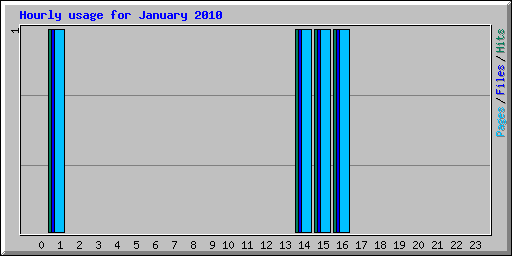 Hourly usage for January 2010
1
Pages/Files/Hits
0 1 2 3 4 5 6 7 8 9 10 11 12 13 14 15 16 17 18 19 20 21 22 23